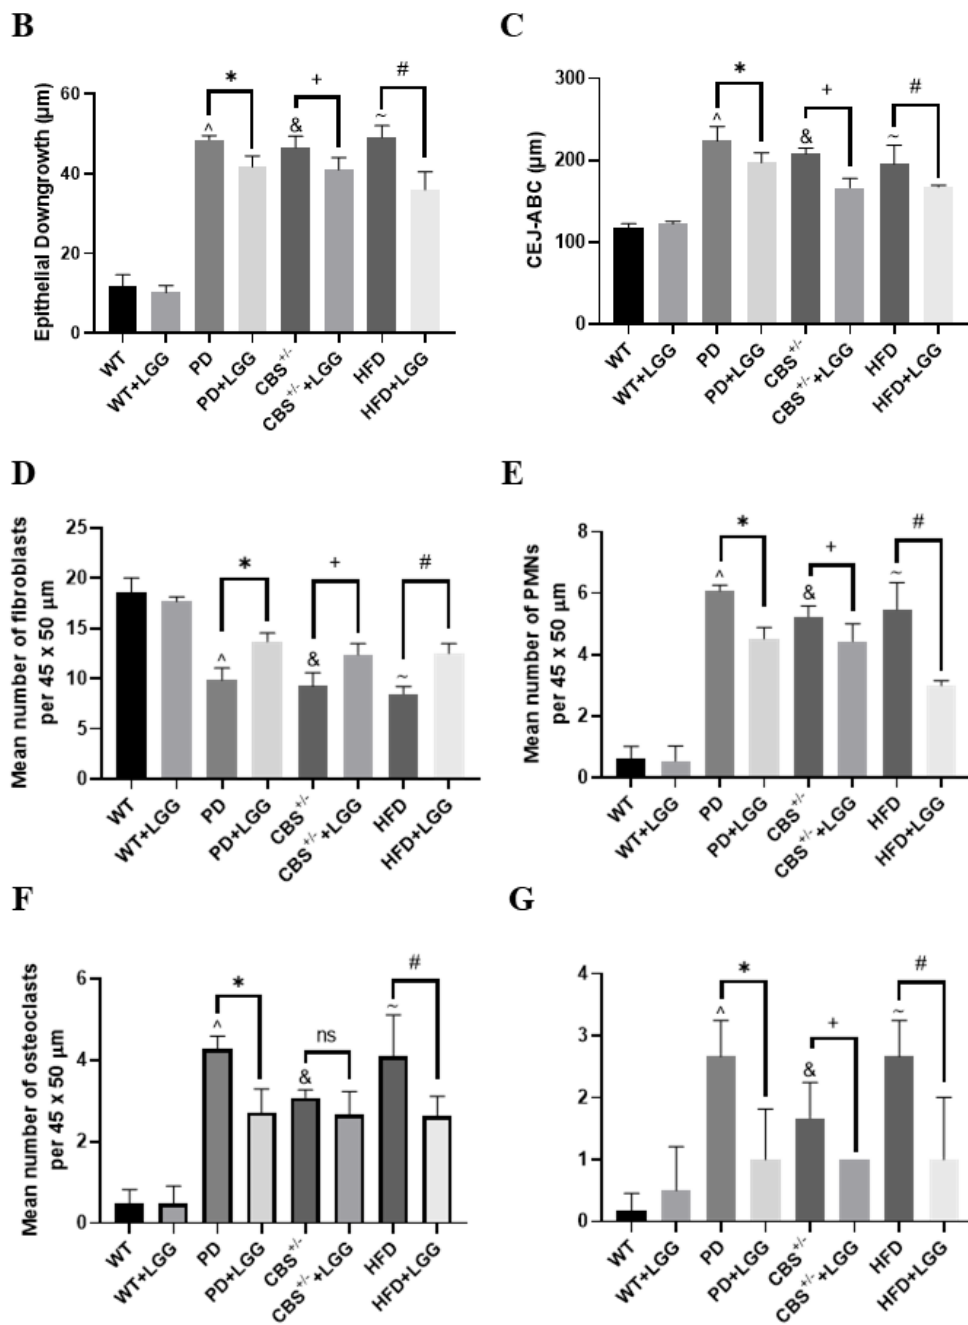 B
Epithelial Downgrowth (µm)
60
40
20
0
^
*
&
+
~
#
WT
WT+LGG
PD
PD+LGG
CBS+/-
CBS+/-+LGG
HFD
HFD+LGG
C
CEJ-ABC (µm)
300
200
100
0
^
*
&
+
~
#
WT
WT+LGG
PD
PD+LGG
CBS+/-
CBS+/-+LGG
HFD
HFD+LGG
D
Mean number of fibroblasts
per 45 x 50 µm
25
20
15
10
5
0
^
*
&
+
~
#
WT
WT+LGG
PD
PD+LGG
CBS+/-
CBS+/-+LGG
HFD
HFD+LGG
E
Mean number of PMNs
per 45 x 50 µm
8
6
4
2
0
^
*
&
+
~
#
WT
WT+LGG
PD
PD+LGG
CBS+/-
CBS+/-+LGG
HFD
HFD+LGG
F
Mean number of osteoclasts
per 45 x 50 µm
6
4
2
0
^
*
&
ns
~
#
WT
WT+LGG
PD
PD+LGG
CBS+/-
CBS+/-+LGG
HFD
HFD+LGG
G
4
3
2
1
0
^
*
&
+
~
#
WT
WT+LGG
PD
PD+LGG
CBS+/-
CBS+/-+LGG
HFD
HFD+LGG